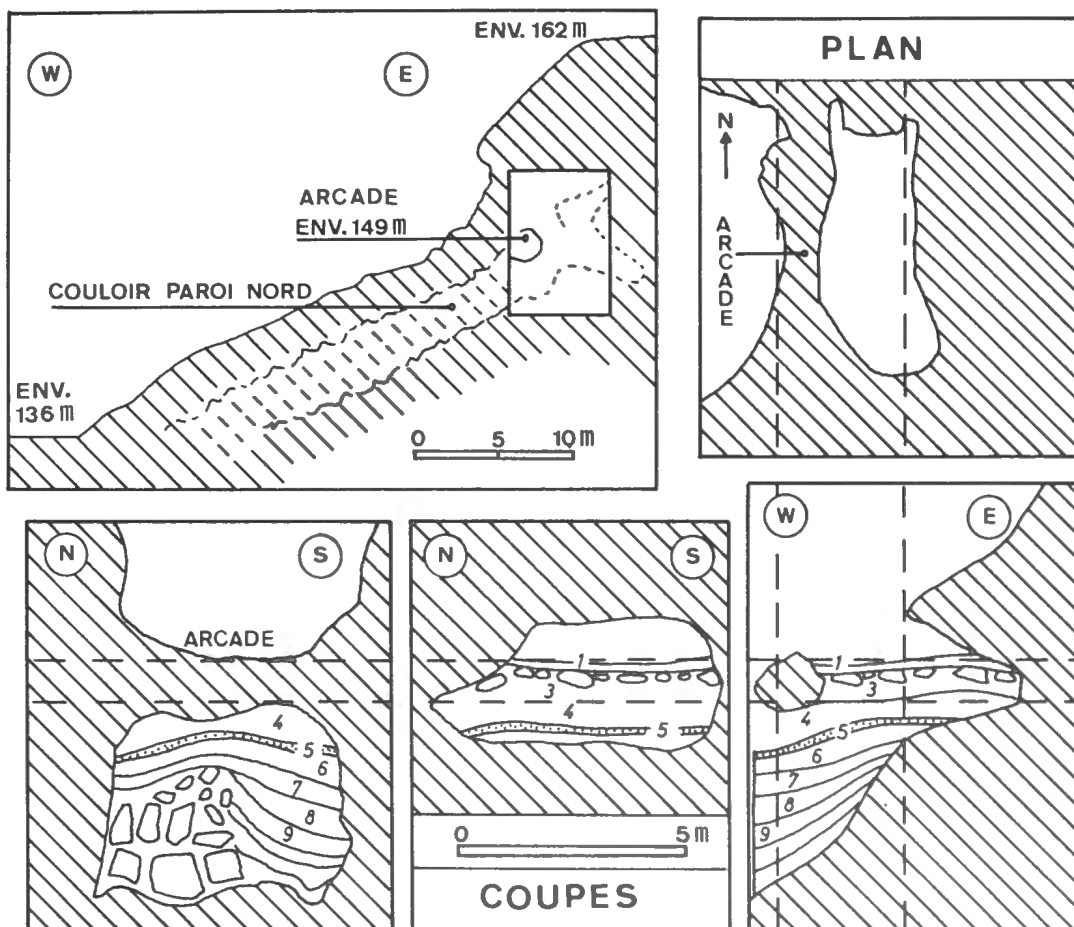 ENV. 162 m
W
E
ARCADE
ENV. 149 m
COULOIR PAROI NORD
ENV.
136 m
0 5 10 m
PLAN
N
ARCADE
N
S
ARCADE
4
5
6
7
8
9
N
S
1
3
4
5
0 5 m
COUPES
W
E
1
3
4
5
6
7
8
9